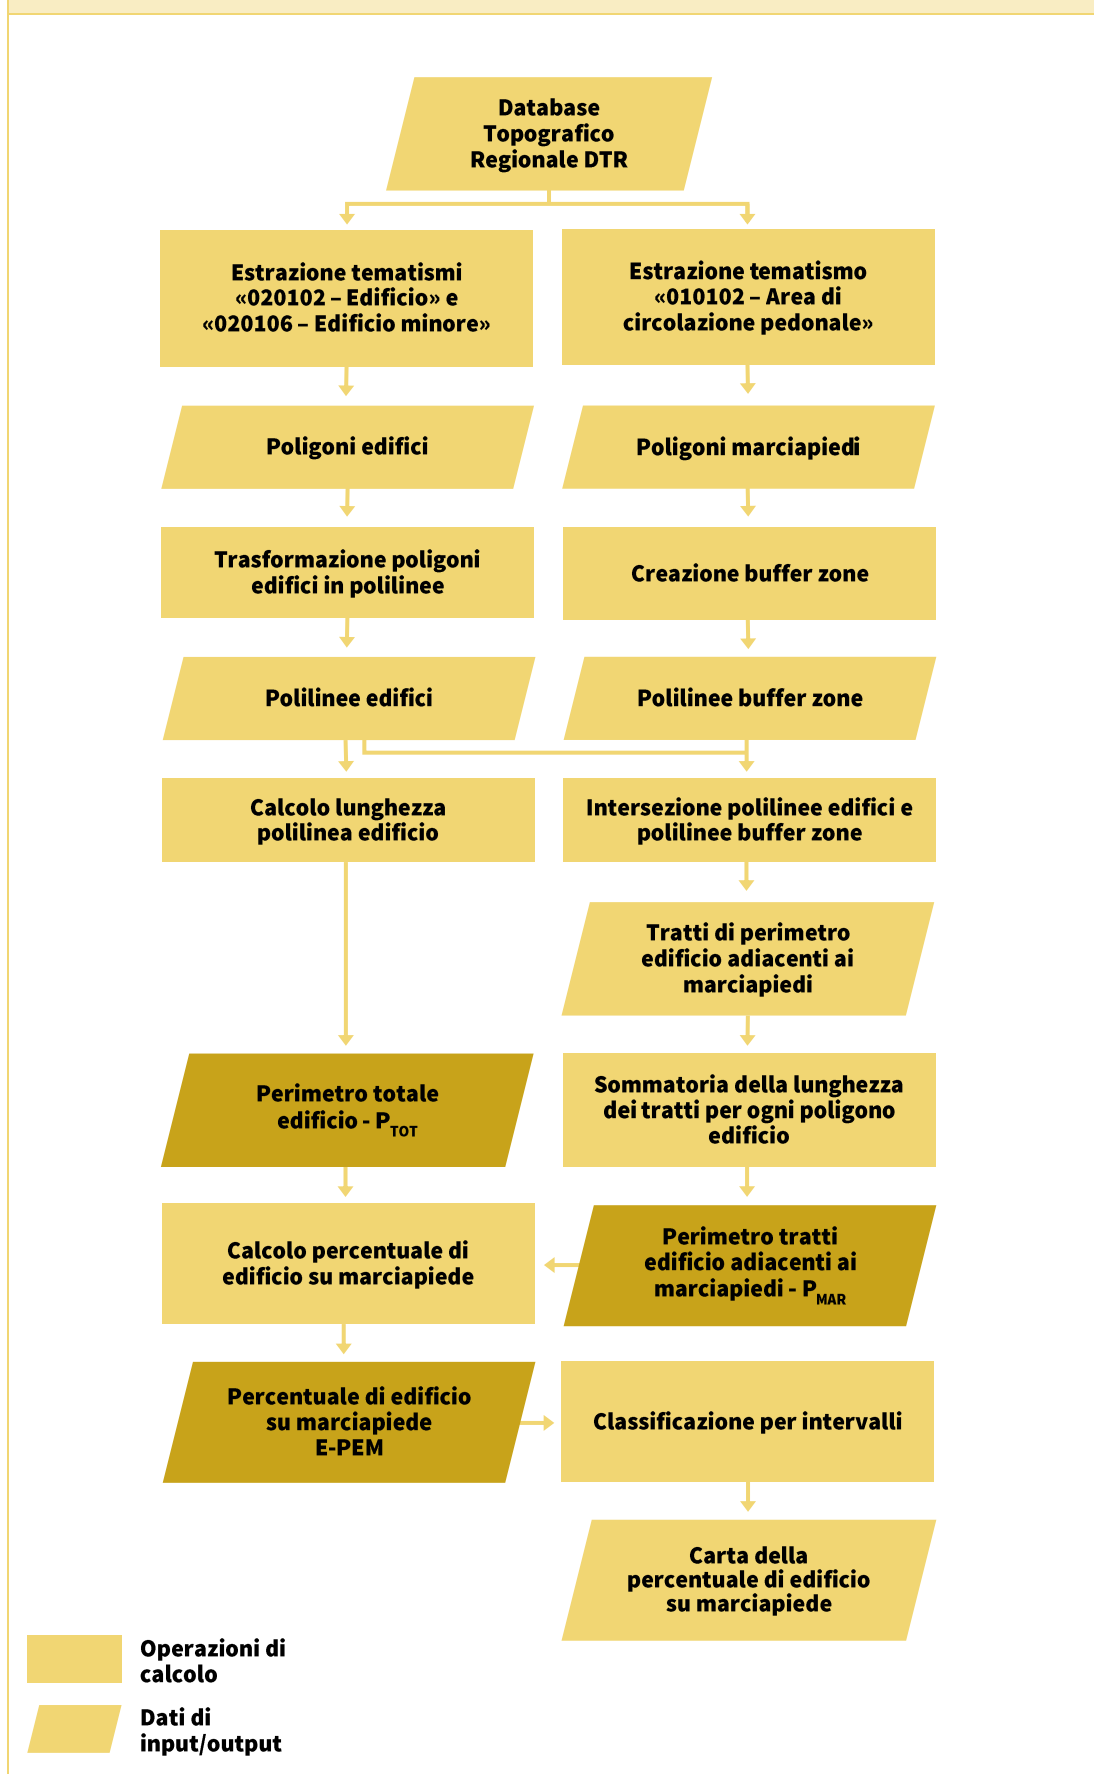 Database
Topografico
Regionale DTR
Estrazione tematismi
«020102 – Edificio» e
«020106 – Edificio minore»
Estrazione tematismo
«010102 – Area di
circolazione pedonale»
Poligoni edifici
Poligoni marciapiedi
Trasformazione poligoni
edifici in polilinee
Creazione buffer zone
Polilinee edifici
Polilinee buffer zone
Calcolo lunghezza
polilinea edificio
Intersezione polilinee edifici e
polilinee buffer zone
Tratti di perimetro
edificio adiacenti ai
marciapiedi
Perimetro totale
edificio - PTOT
Sommatoria della lunghezza
dei tratti per ogni poligono
edificio
Calcolo percentuale di
edificio su marciapiede
Perimetro tratti
edificio adiacenti ai
marciapiedi - PMAR
Percentuale di edificio
su marciapiede
E-PEM
Classificazione per intervalli
Carta della
percentuale di edificio
su marciapiede
Operazioni di
calcolo
Dati di
input/output